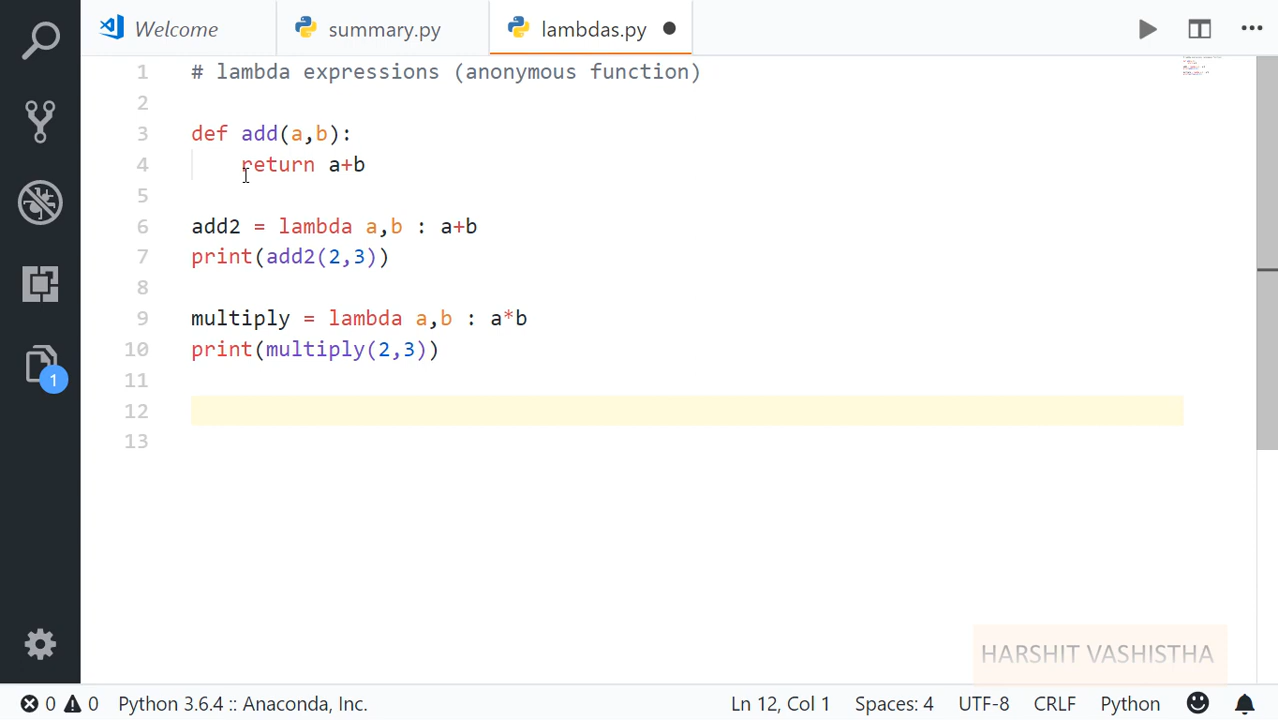 Welcome
summary.py
lambdas.py
1 # lambda expressions (anonymous function)
2
3 def add(a,b):
4     return a+b
5
6 add2 = lambda a,b : a+b
7 print(add2(2,3))
8
9 multiply = lambda a,b : a*b
10 print(multiply(2,3))
11
12
13
1
HARSHIT VASHISTHA
0 0 Python 3.6.4 :: Anaconda, Inc. Ln 12, Col 1 Spaces: 4 UTF-8 CRLF Python